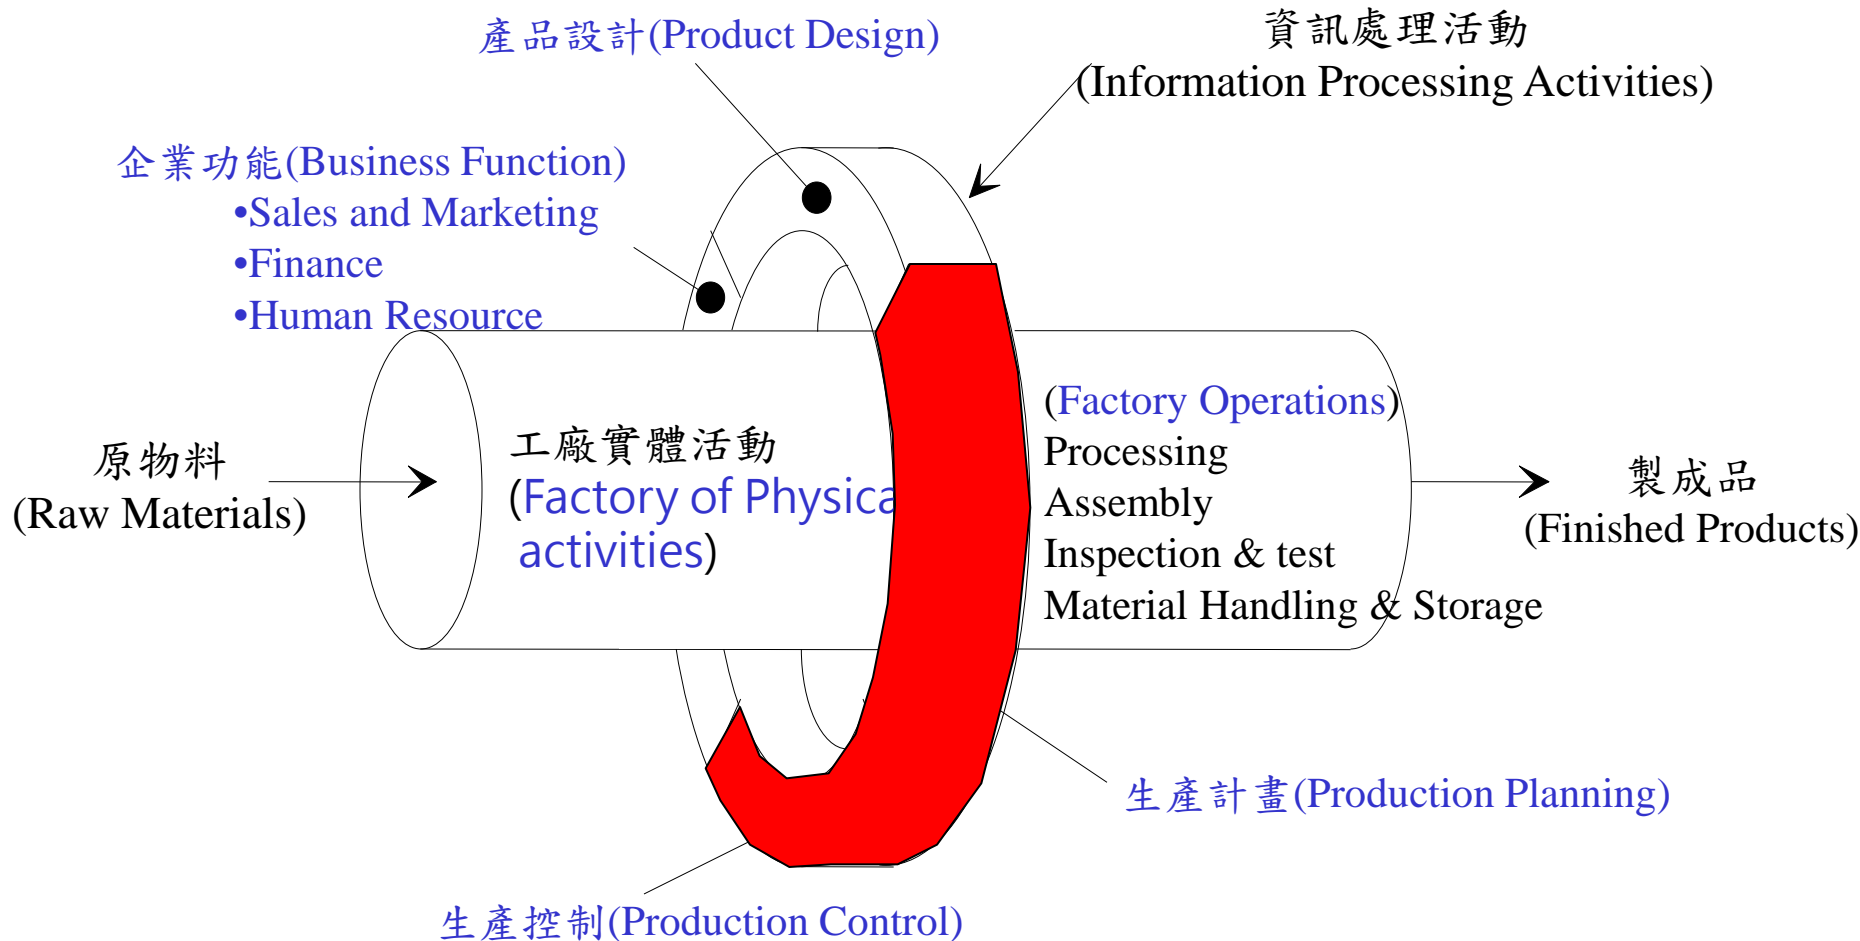 產品設計(Product Design)
資訊處理活動
(Information Processing Activities)
企業功能(Business Function)
•Sales and Marketing
•Finance
•Human Resource
原物料
(Raw Materials)
工廠實體活動
(Factory of Physica
activities)
(Factory Operations)
Processing
Assembly
Inspection & test
Material Handling & Storage
製成品
(Finished Products)
生產計畫(Production Planning)
生產控制(Production Control)